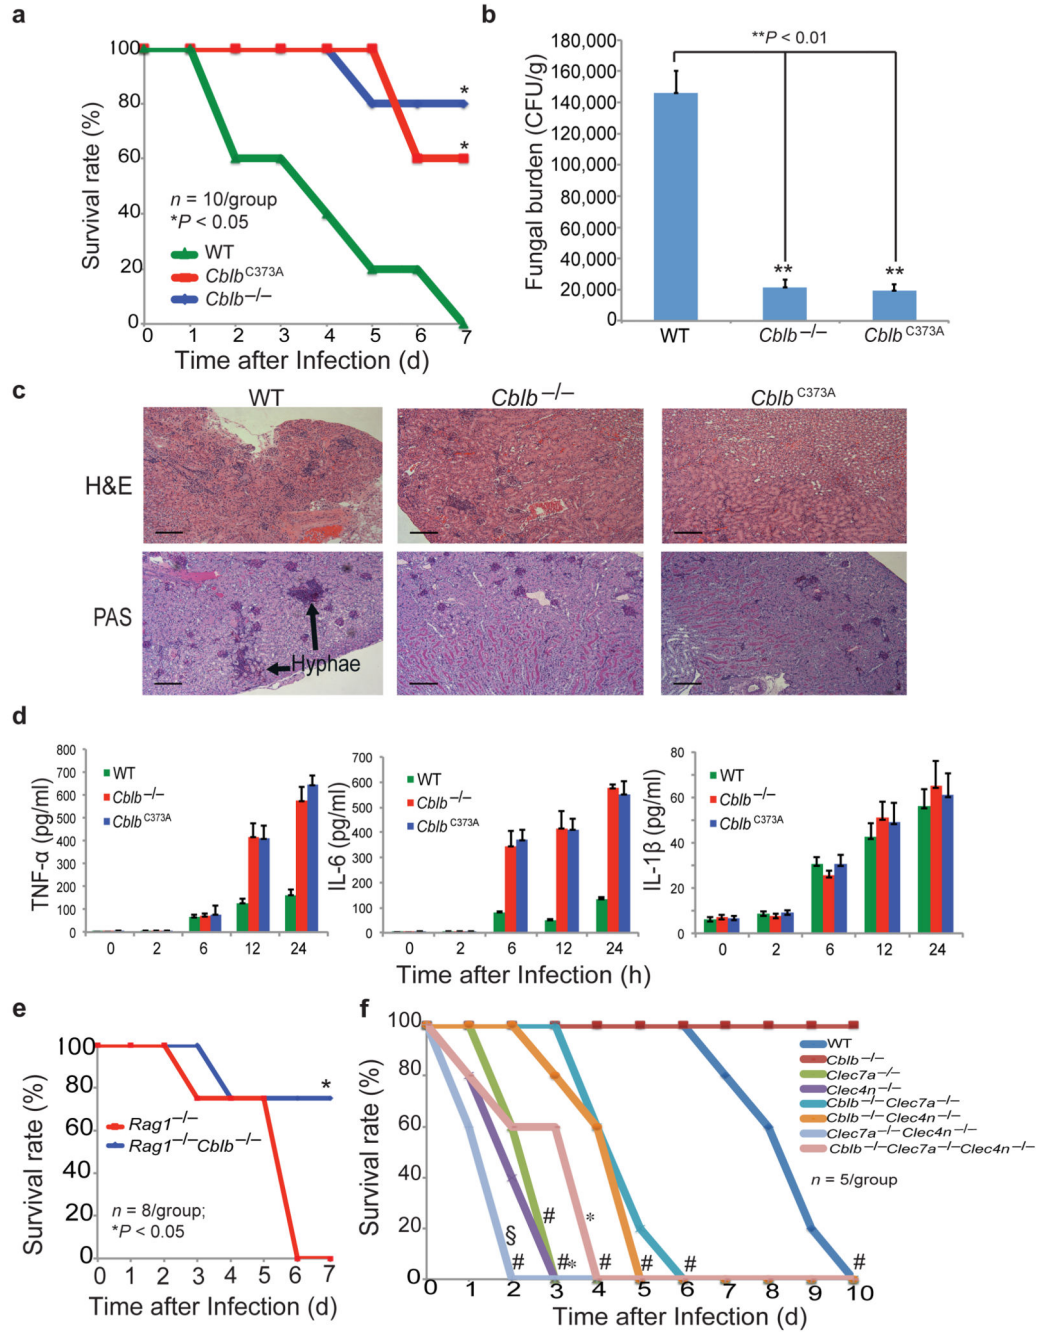 a
Survival rate (%)
100
80
60
40
20
0
n = 10/group
*P < 0.05
WT
Cblb C373A
Cblb–/–
*
*
0 1 2 3 4 5 6 7
Time after Infection (d)
b
Fungal burden (CFU/g)
180,000
160,000
140,000
120,000
100,000
80,000
60,000
40,000
20,000
0
**P < 0.01
** **
WT Cblb–/– Cblb C373A
c
WT Cblb –/– Cblb C373A
H&E
PAS
Hyphae
d
TNF-α (pg/ml)
800
700
600
500
400
300
200
100
0
WT
Cblb–/–
Cblb C373A
0 2 6 12 24
IL-6 (pg/ml)
700
600
500
400
300
200
100
0
WT
Cblb–/–
Cblb C373A
0 2 6 12 24
IL-1β (pg/ml)
80
60
40
20
0
WT
Cblb–/–
Cblb C373A
0 2 6 12 24
Time after Infection (h)
e
Survival rate (%)
100
80
60
40
20
0
*
Rag1–/–
Rag1–/–Cblb–/–
n = 8/group;
*P < 0.05
0 1 2 3 4 5 6 7
Time after Infection (d)
f
Survival rate (%)
100
80
60
40
20
0
WT
Cblb–/–
Clec7a–/–
Clec4n–/–
Cblb–/–Clec7a–/–
Cblb–/–Clec4n–/–
Clec7a–/–Clec4n–/–
Cblb–/–Clec7a–/–Clec4n–/–
n = 5/group
# *
§
# #* # # # #
0 1 2 3 4 5 6 7 8 9 10
Time after Infection (d)